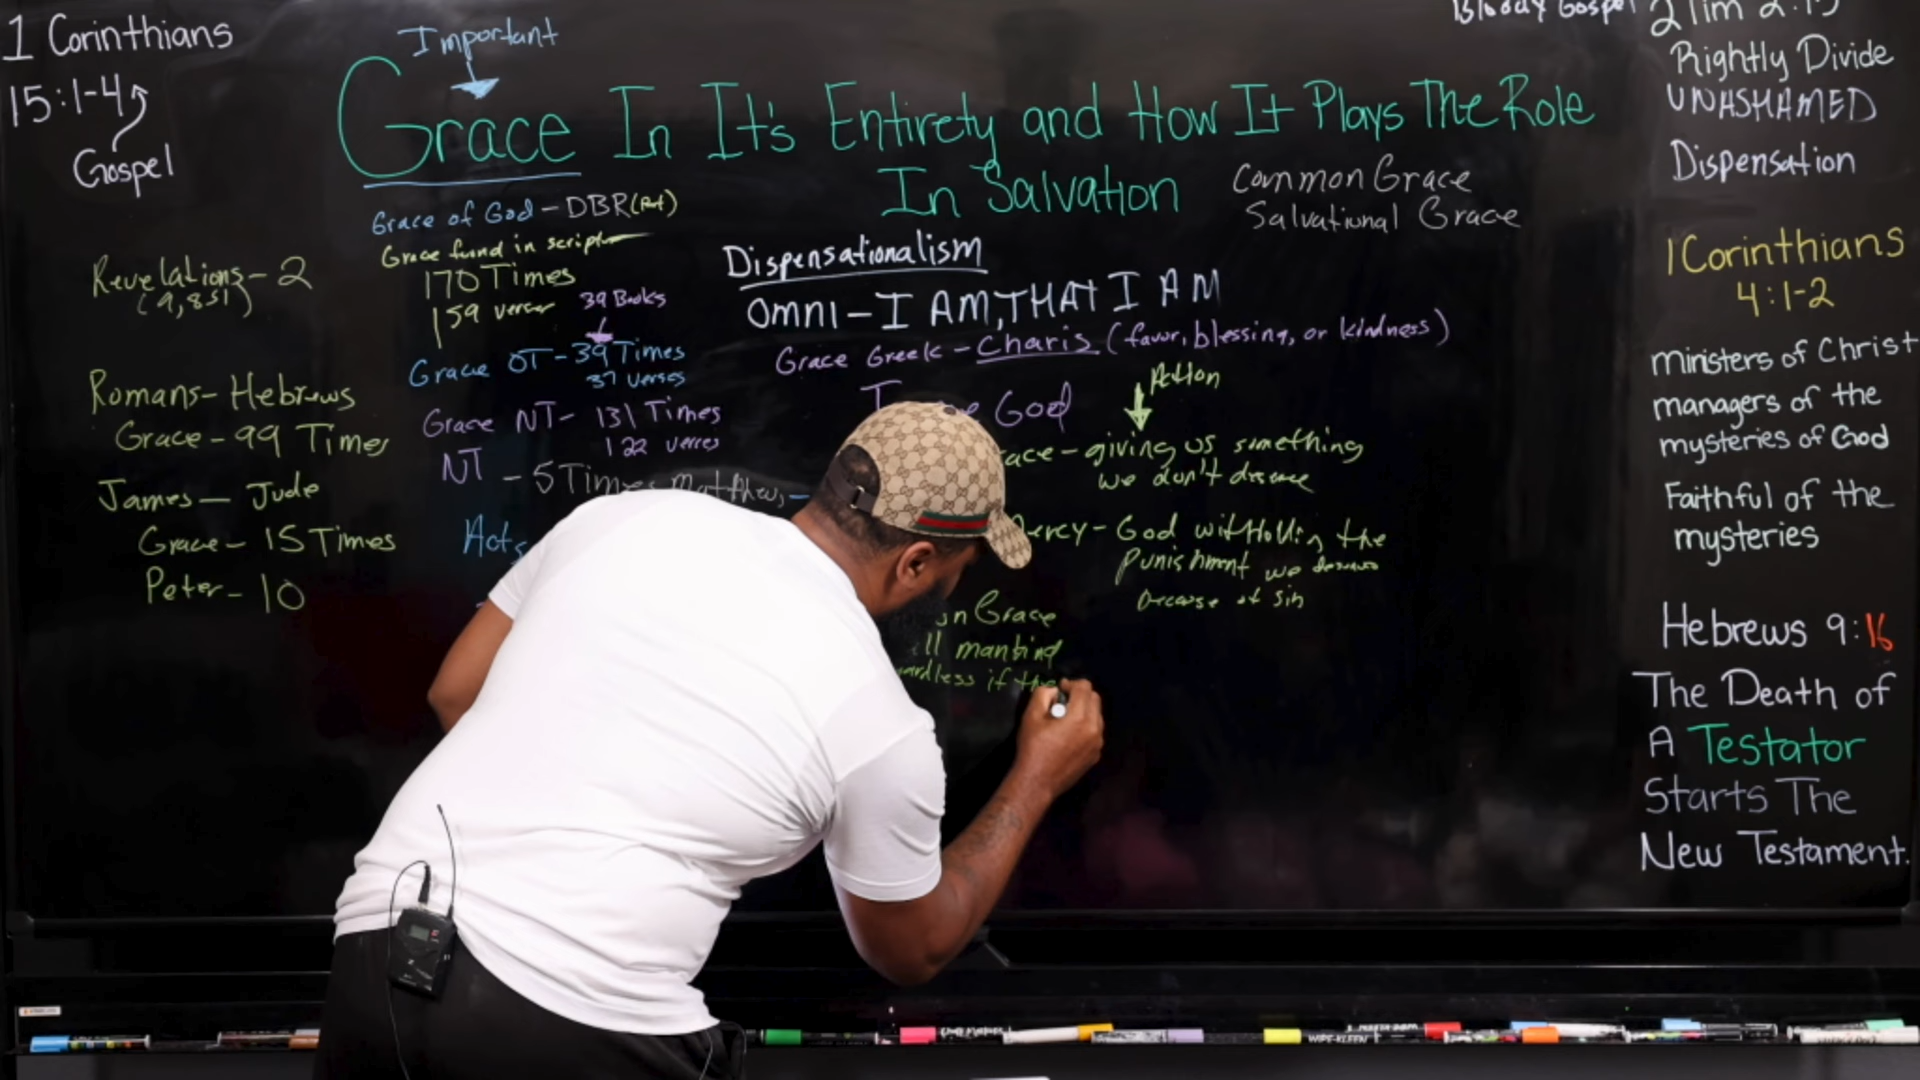 1 Corinthians
15:1-4
Gospel
Important
Grace In It's Entirety and How It Plays The Role
In Salvation
Common Grace
Salvational Grace
Grace of God - DBR
Grace found in
170 Times
159 verses
39 Books
Grace OT - 39 Times
37 verses
Grace NT - 131 Times
122 verses
NT - 5 Times Matthew,
Acts
Revelations - 2
(9,851)
Romans - Hebrews
Grace - 99 Times
James - Jude
Grace - 15 Times
Peter - 10
Dispensationalism
Omni - I AM, THAT I AM
Grace Greek - Charis (favor, blessing, or kindness)
God
Action
giving us something
we don't
God
the
Punishment we
of sin
Grace
mankind
if
Bloody Gospel
2 Tim 2:15
Rightly Divide
UNASHAMED
Dispensation
1 Corinthians
4:1-2
ministers of Christ
managers of the
mysteries of God
Faithful of the
mysteries
Hebrews 9:16
The Death of
A Testator
Starts The
New Testament.